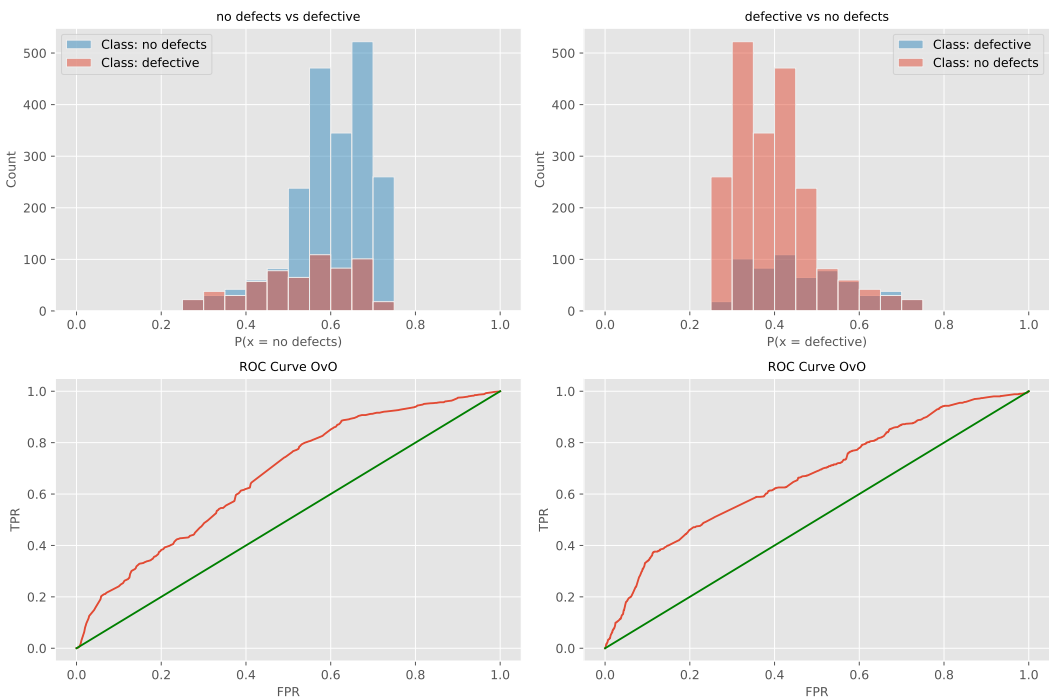 no defects vs defective
Class: no defects
Class: defective
500
400
300
200
100
0
Count
0.0 0.2 0.4 0.6 0.8 1.0
P(x = no defects)
defective vs no defects
Class: defective
Class: no defects
500
400
300
200
100
0
Count
0.0 0.2 0.4 0.6 0.8 1.0
P(x = defective)
ROC Curve OvO
1.0
0.8
0.6
0.4
0.2
0.0
TPR
0.0 0.2 0.4 0.6 0.8 1.0
FPR
ROC Curve OvO
1.0
0.8
0.6
0.4
0.2
0.0
TPR
0.0 0.2 0.4 0.6 0.8 1.0
FPR